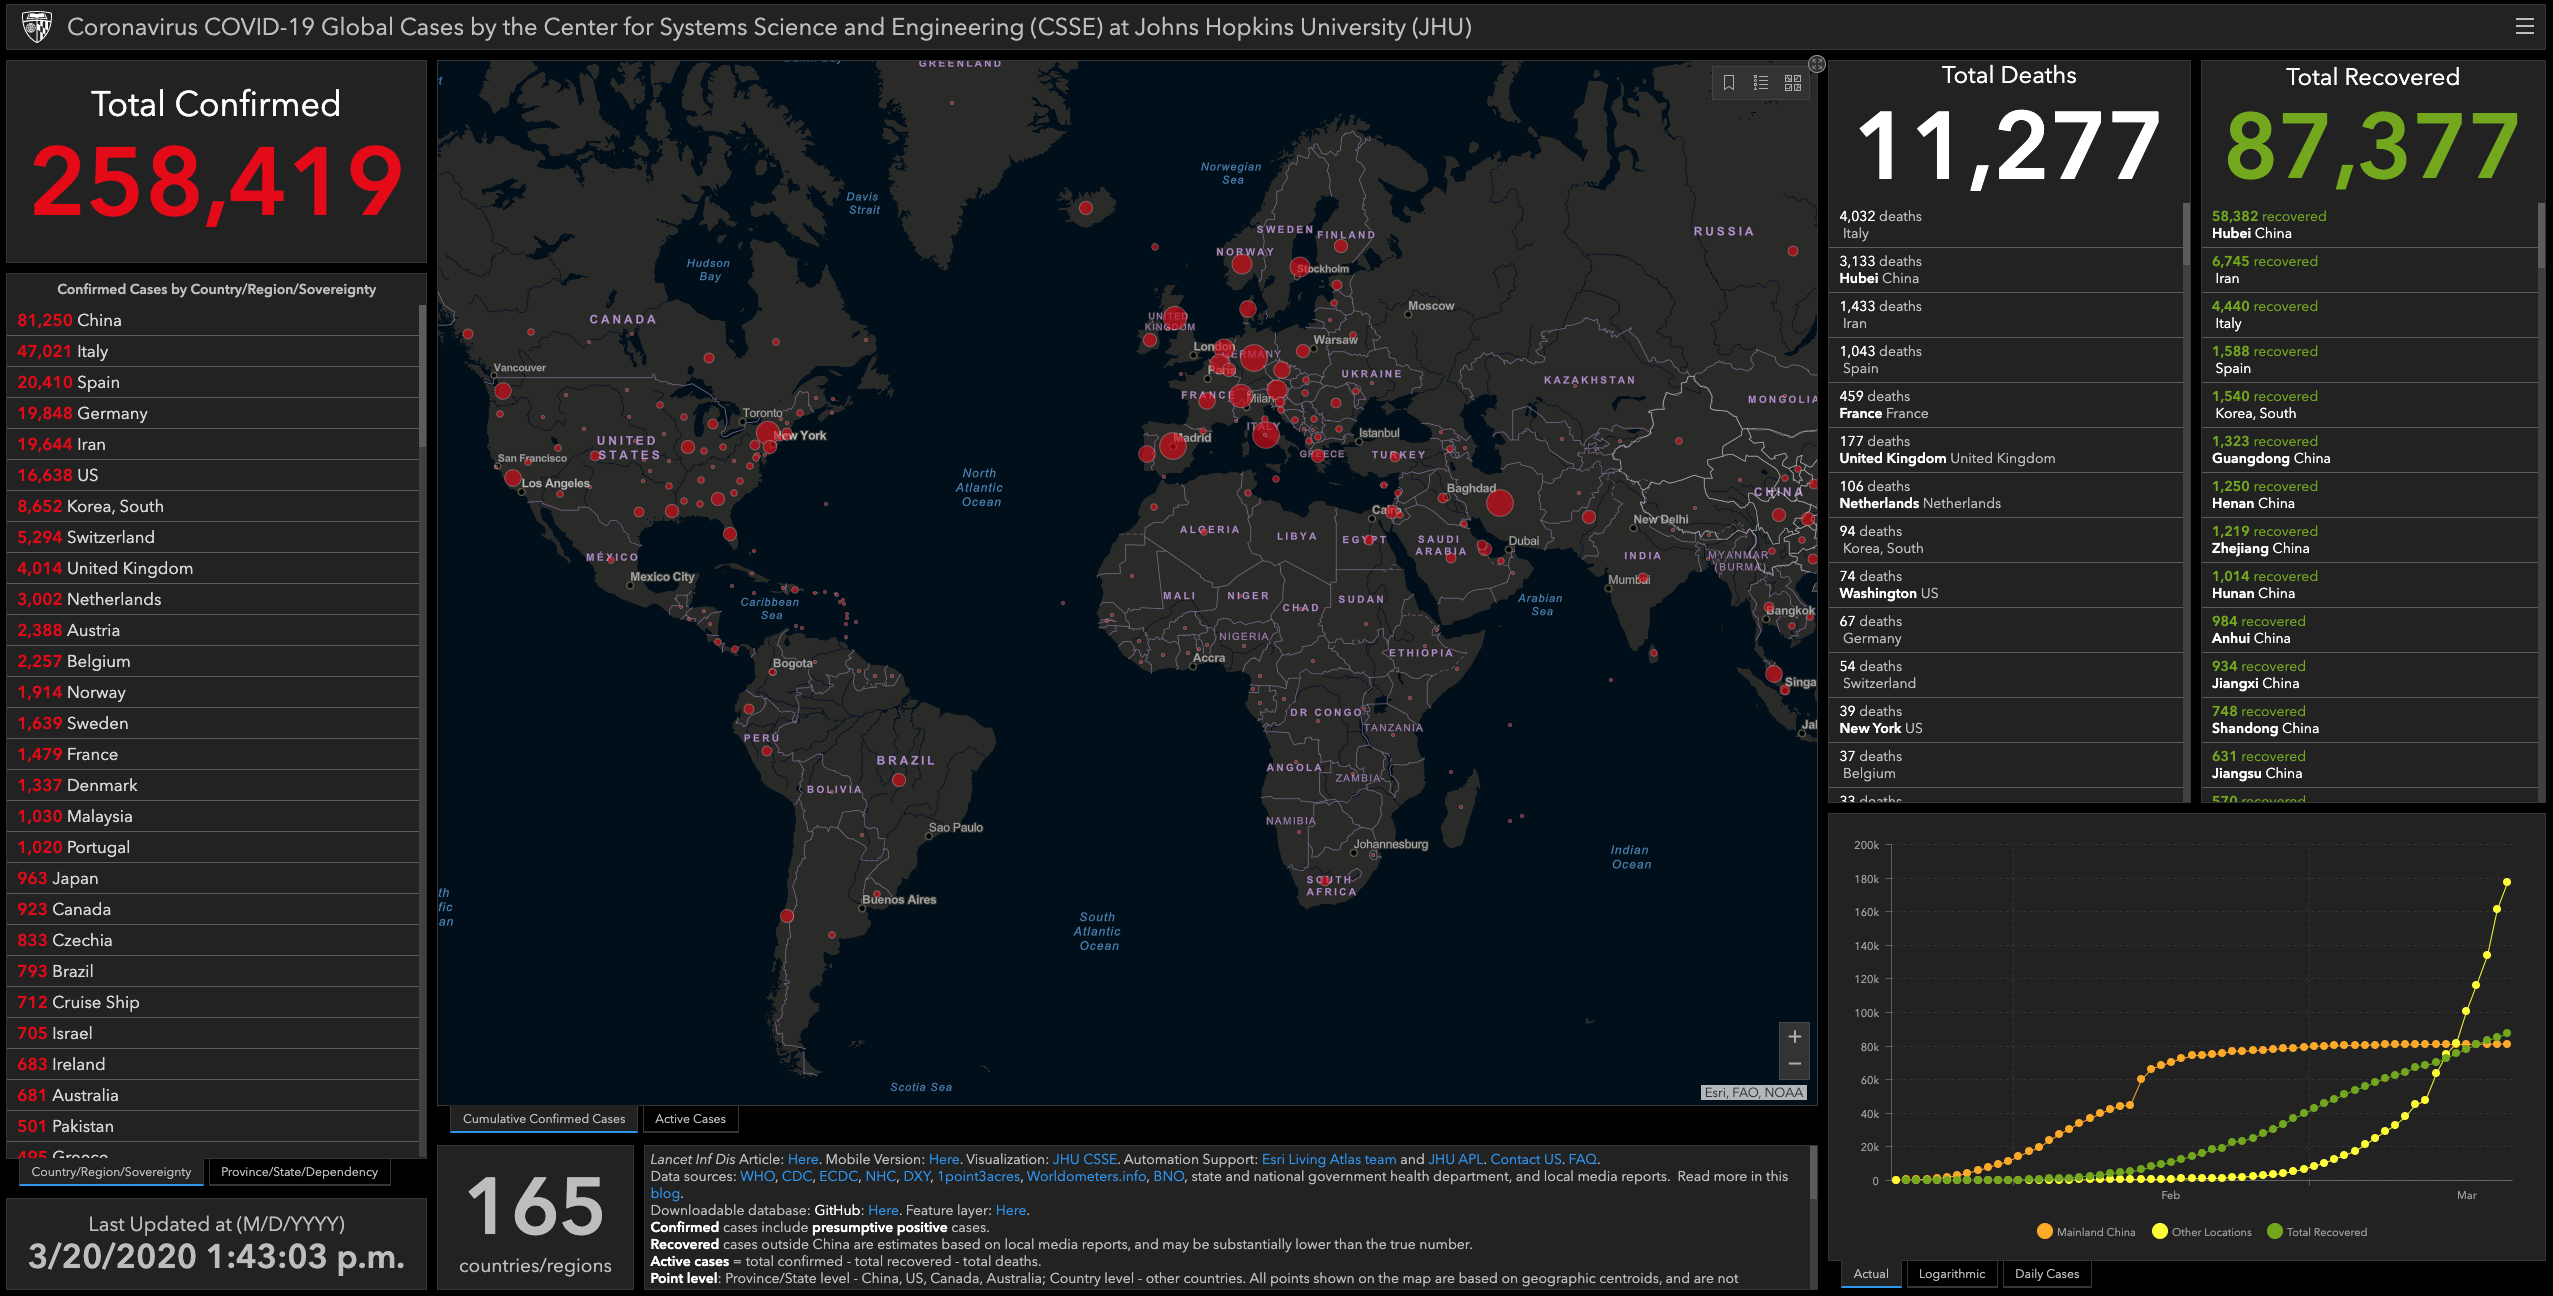 Coronavirus COVID-19 Global Cases by the Center for Systems Science and Engineering (CSSE) at Johns Hopkins University (JHU)
Total Confirmed
258,419
Confirmed Cases by Country/Region/Sovereignty
81,250 China
47,021 Italy
20,410 Spain
19,848 Germany
19,644 Iran
16,638 US
8,652 Korea, South
5,294 Switzerland
4,014 United Kingdom
3,002 Netherlands
2,388 Austria
2,257 Belgium
1,914 Norway
1,639 Sweden
1,479 France
1,337 Denmark
1,030 Malaysia
1,020 Portugal
963 Japan
923 Canada
833 Czechia
793 Brazil
712 Cruise Ship
705 Israel
683 Ireland
681 Australia
501 Pakistan
495 Greece
Country/Region/Sovereignty
Province/State/Dependency
Last Updated at (M/D/YYYY)
3/20/2020 1:43:03 p.m.
GREENLAND
Norwegian
Sea
Davis
Strait
Hudson
Bay
SWEDEN
FINLAND
NORWAY
Stockholm
RUSSIA
Moscow
CANADA
UNITED
KINGDOM
London
GERMANY
Warsaw
Vancouver
Paris
UKRAINE
KAZAKHSTAN
FRANCE
Milan
MONGOLIA
Toronto
New York
UNITED
STATES
ITALY
Madrid
Istanbul
GREECE
TURKEY
San Francisco
Los Angeles
North
Atlantic
Ocean
Baghdad
CHINA
Cairo
New Delhi
ALGERIA
LIBYA
EGYPT
SAUDI
ARABIA
Dubai
MÉXICO
INDIA
MYANMAR
(BURMA)
Mexico City
Mumbai
Caribbean
Sea
MALI
NIGER
CHAD
SUDAN
Arabian
Sea
Bangkok
NIGERIA
Accra
ETHIOPIA
Bogota
Singa
DR CONGO
TANZANIA
Ja
PERU
BRAZIL
ANGOLA
ZAMBIA
BOLIVIA
NAMIBIA
Sao Paulo
Johannesburg
Indian
Ocean
SOUTH
AFRICA
Buenos Aires
th
fic
an
South
Atlantic
Ocean
Scotia Sea
+
−
Esri, FAO, NOAA
Cumulative Confirmed Cases
Active Cases
165
countries/regions
Lancet Inf Dis Article: Here. Mobile Version: Here. Visualization: JHU CSSE. Automation Support: Esri Living Atlas team and JHU APL. Contact US. FAQ.
Data sources: WHO, CDC, ECDC, NHC, DXY, 1point3acres, Worldometers.info, BNO, state and national government health department, and local media reports. Read more in this
blog.
Downloadable database: GitHub: Here. Feature layer: Here.
Confirmed cases include presumptive positive cases.
Recovered cases outside China are estimates based on local media reports, and may be substantially lower than the true number.
Active cases = total confirmed - total recovered - total deaths.
Point level: Province/State level - China, US, Canada, Australia; Country level - other countries. All points shown on the map are based on geographic centroids, and are not
Total Deaths
11,277
4,032 deaths
Italy
3,133 deaths
Hubei China
1,433 deaths
Iran
1,043 deaths
Spain
459 deaths
France France
177 deaths
United Kingdom United Kingdom
106 deaths
Netherlands Netherlands
94 deaths
Korea, South
74 deaths
Washington US
67 deaths
Germany
54 deaths
Switzerland
39 deaths
New York US
37 deaths
Belgium
33 deaths
Total Recovered
87,377
58,382 recovered
Hubei China
6,745 recovered
Iran
4,440 recovered
Italy
1,588 recovered
Spain
1,540 recovered
Korea, South
1,323 recovered
Guangdong China
1,250 recovered
Henan China
1,219 recovered
Zhejiang China
1,014 recovered
Hunan China
984 recovered
Anhui China
934 recovered
Jiangxi China
748 recovered
Shandong China
631 recovered
Jiangsu China
570 recovered
200k
180k
160k
140k
120k
100k
80k
60k
40k
20k
0
Feb
Mar
Mainland China
Other Locations
Total Recovered
Actual
Logarithmic
Daily Cases